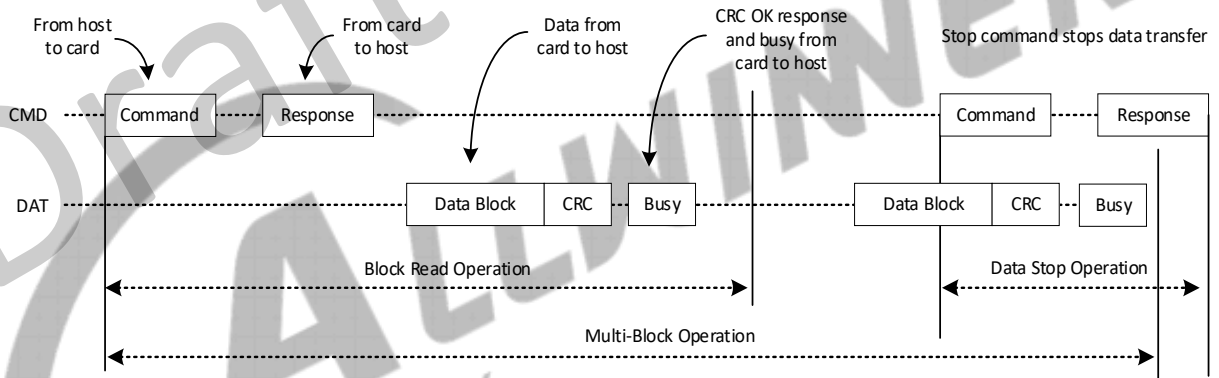 From host
to card
From card
to host
Data from
card to host
CRC OK response
and busy from
card to host
Stop command stops data transfer
CMD
Command
Response
Command
Response
DAT
Data Block
CRC
Busy
Data Block
CRC
Busy
Block Read Operation
Data Stop Operation
Multi-Block Operation
Draft
ALLWINNER